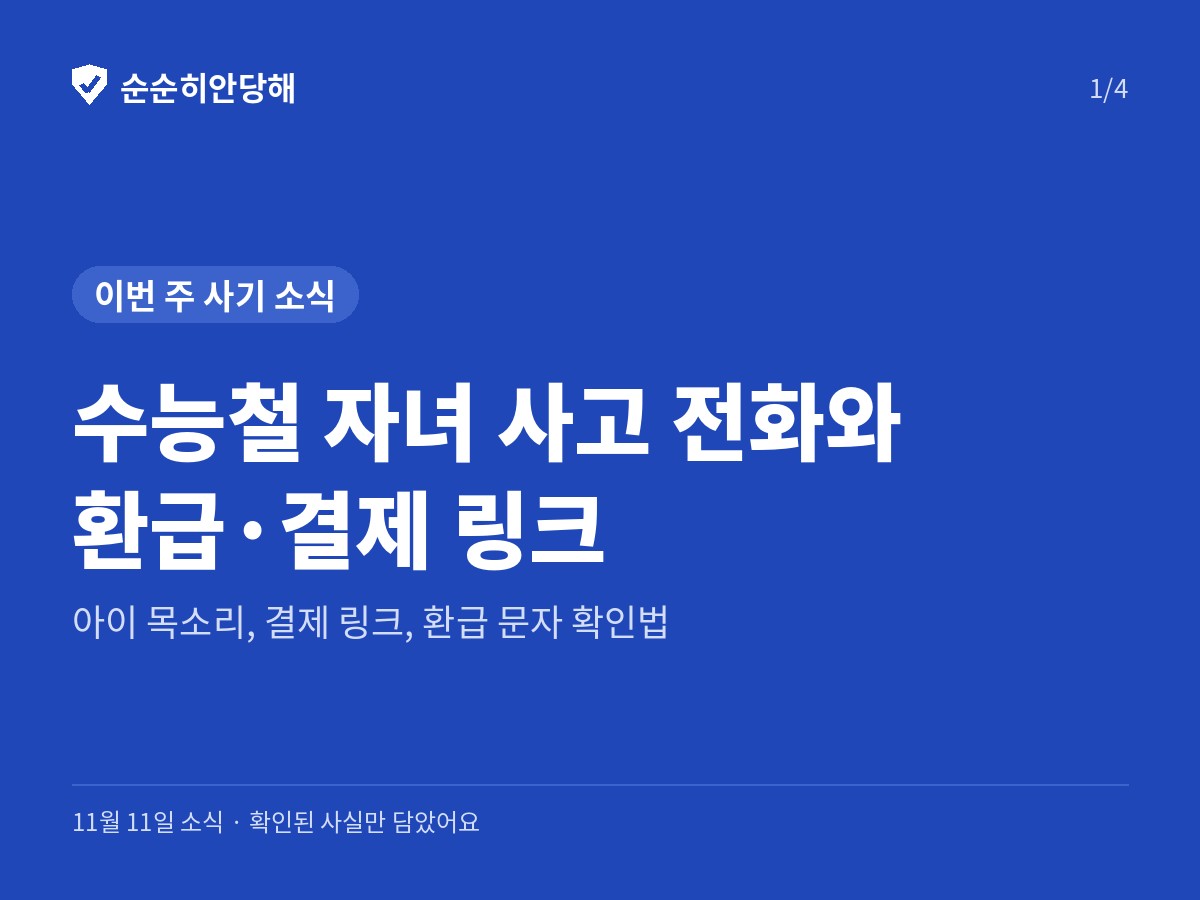 순순히안당해
1/4
이번 주 사기 소식
수능철 자녀 사고 전화와
환급·결제 링크
아이 목소리, 결제 링크, 환급 문자 확인법
11월 11일 소식 · 확인된 사실만 담았어요